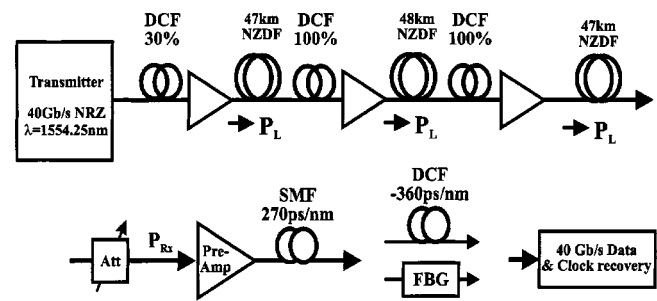 DCF
30%
47km
NZDF
DCF
100%
48km
NZDF
DCF
100%
47km
NZDF
Transmitter
40Gb/s NRZ
λ=1554.25nm
P_L
P_L
P_L
SMF
270ps/nm
DCF
-360ps/nm
Att
P_Rx
Pre-
Amp
FBG
40 Gb/s Data
& Clock recovery